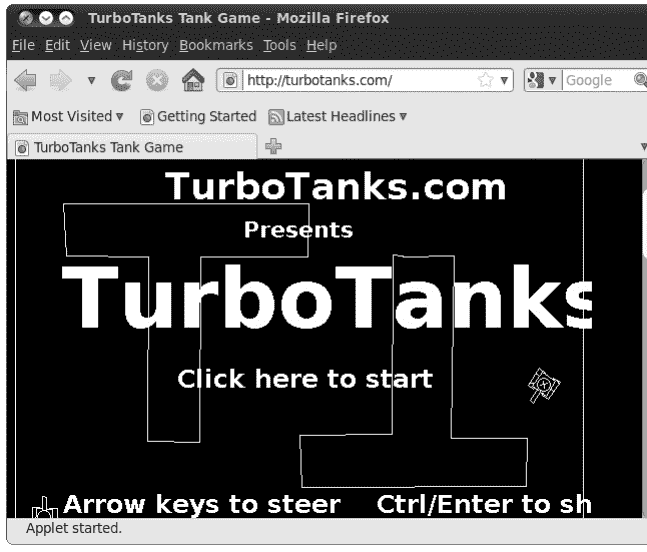 TurboTanks Tank Game - Mozilla Firefox
File Edit View History Bookmarks Tools Help
http://turbotanks.com/ Google
Most Visited Getting Started Latest Headlines
TurboTanks Tank Game
TurboTanks.com
Presents
TurboTanks
Click here to start
Arrow keys to steer Ctrl/Enter to sh
Applet started.